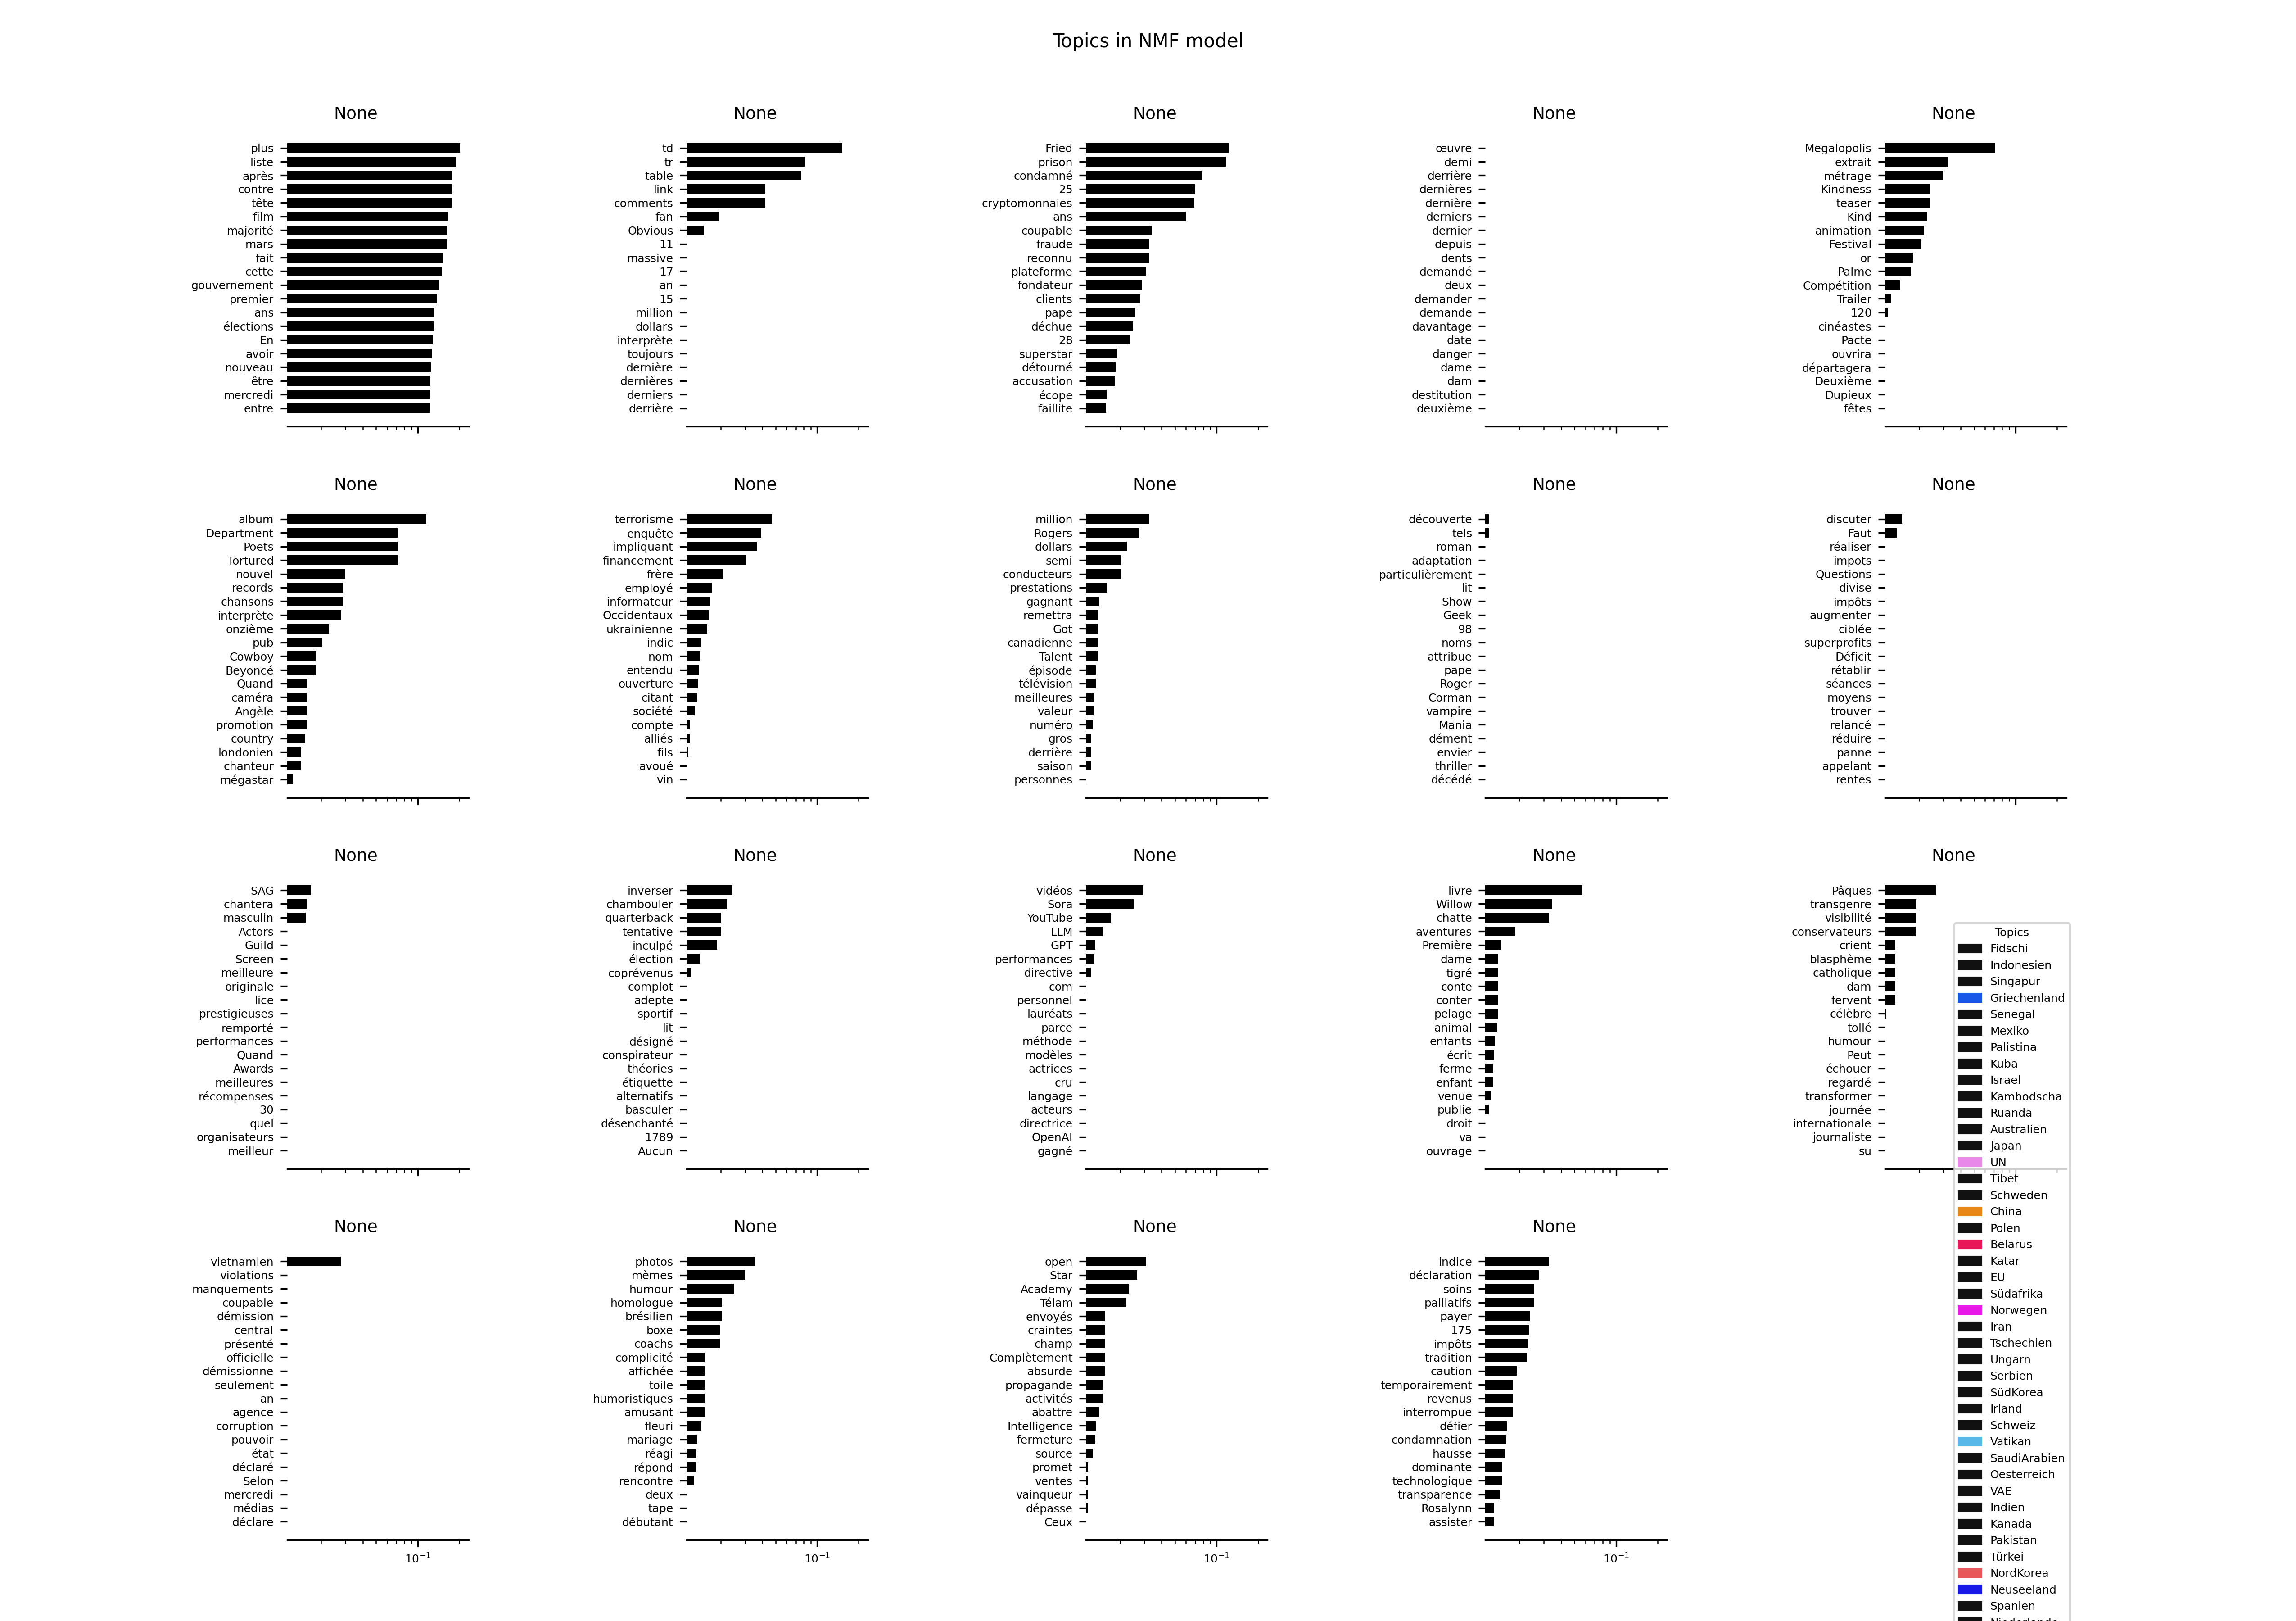 Topics in NMF model
None
plus
liste
après
contre
tête
film
majorité
mars
fait
cette
gouvernement
premier
ans
élections
En
avoir
nouveau
être
mercredi
entre
None
td
tr
table
link
comments
fan
Obvious
11
massive
17
an
15
million
dollars
interprète
toujours
dernière
dernières
derniers
derrière
None
Fried
prison
condamné
25
cryptomonnaies
ans
coupable
fraude
reconnu
plateforme
fondateur
clients
pape
déchue
28
superstar
détourné
accusation
écope
faillite
None
œuvre
demi
derrière
dernières
dernière
derniers
dernier
depuis
dents
demandé
deux
demander
demande
davantage
date
danger
dame
dam
destitution
deuxième
None
Megalopolis
extrait
métrage
Kindness
teaser
Kind
animation
Festival
or
Palme
Compétition
Trailer
120
cinéastes
Pacte
ouvrira
départagera
Deuxième
Dupieux
fêtes
None
album
Department
Poets
Tortured
nouvel
records
chansons
interprète
onzième
pub
Cowboy
Beyoncé
Quand
caméra
Angèle
promotion
country
londonien
chanteur
mégastar
None
terrorisme
enquête
impliquant
financement
frère
employé
informateur
Occidentaux
ukrainienne
indic
nom
entendu
ouverture
citant
société
compte
alliés
fils
avoué
vin
None
million
Rogers
dollars
semi
conducteurs
prestations
gagnant
remettra
Got
canadienne
Talent
épisode
télévision
meilleures
valeur
numéro
gros
derrière
saison
personnes
None
découverte
tels
roman
adaptation
particulièrement
lit
Show
Geek
98
noms
attribue
pape
Roger
Corman
vampire
Mania
dément
envier
thriller
décédé
None
discuter
Faut
réaliser
impots
Questions
divise
impôts
augmenter
ciblée
superprofits
Déficit
rétablir
séances
moyens
trouver
relancé
réduire
panne
appelant
rentes
None
SAG
chantera
masculin
Actors
Guild
Screen
meilleure
originale
lice
prestigieuses
remporté
performances
Quand
Awards
meilleures
récompenses
30
quel
organisateurs
meilleur
None
inverser
chambouler
quarterback
tentative
inculpé
élection
coprévenus
complot
adepte
sportif
lit
désigné
conspirateur
théories
étiquette
alternatifs
basculer
désenchanté
1789
Aucun
None
vidéos
Sora
YouTube
LLM
GPT
performances
directive
com
personnel
lauréats
parce
méthode
modèles
actrices
cru
langage
acteurs
directrice
OpenAI
gagné
None
livre
Willow
chatte
aventures
Première
dame
tigré
conte
conter
pelage
animal
enfants
écrit
ferme
enfant
venue
publie
droit
va
ouvrage
None
Pâques
transgenre
visibilité
conservateurs
crient
blasphème
catholique
dam
fervent
célèbre
tollé
humour
Peut
échouer
regardé
transformer
journée
internationale
journaliste
su
None
vietnamien
violations
manquements
coupable
démission
central
présenté
officielle
démissionne
seulement
an
agence
corruption
pouvoir
état
déclaré
Selon
mercredi
médias
déclare
10⁻¹
None
photos
mèmes
humour
homologue
brésilien
boxe
coachs
complicité
affichée
toile
humoristiques
amusant
fleuri
mariage
réagi
répond
rencontre
deux
tape
débutant
10⁻¹
None
open
Star
Academy
Télam
envoyés
craintes
champ
Complètement
absurde
propagande
activités
abattre
Intelligence
fermeture
source
promet
ventes
vainqueur
dépasse
Ceux
10⁻¹
None
indice
déclaration
soins
palliatifs
payer
175
impôts
tradition
caution
temporairement
revenus
interrompue
défier
condamnation
hausse
dominante
technologique
transparence
Rosalynn
assister
10⁻¹
Topics
Fidschi
Indonesien
Singapur
Griechenland
Senegal
Mexiko
Palistina
Kuba
Israel
Kambodscha
Ruanda
Australien
Japan
UN
Tibet
Schweden
China
Polen
Belarus
Katar
EU
Südafrika
Norwegen
Iran
Tschechien
Ungarn
Serbien
SüdKorea
Irland
Schweiz
Vatikan
SaudiArabien
Oesterreich
VAE
Indien
Kanada
Pakistan
Türkei
NordKorea
Neuseeland
Spanien